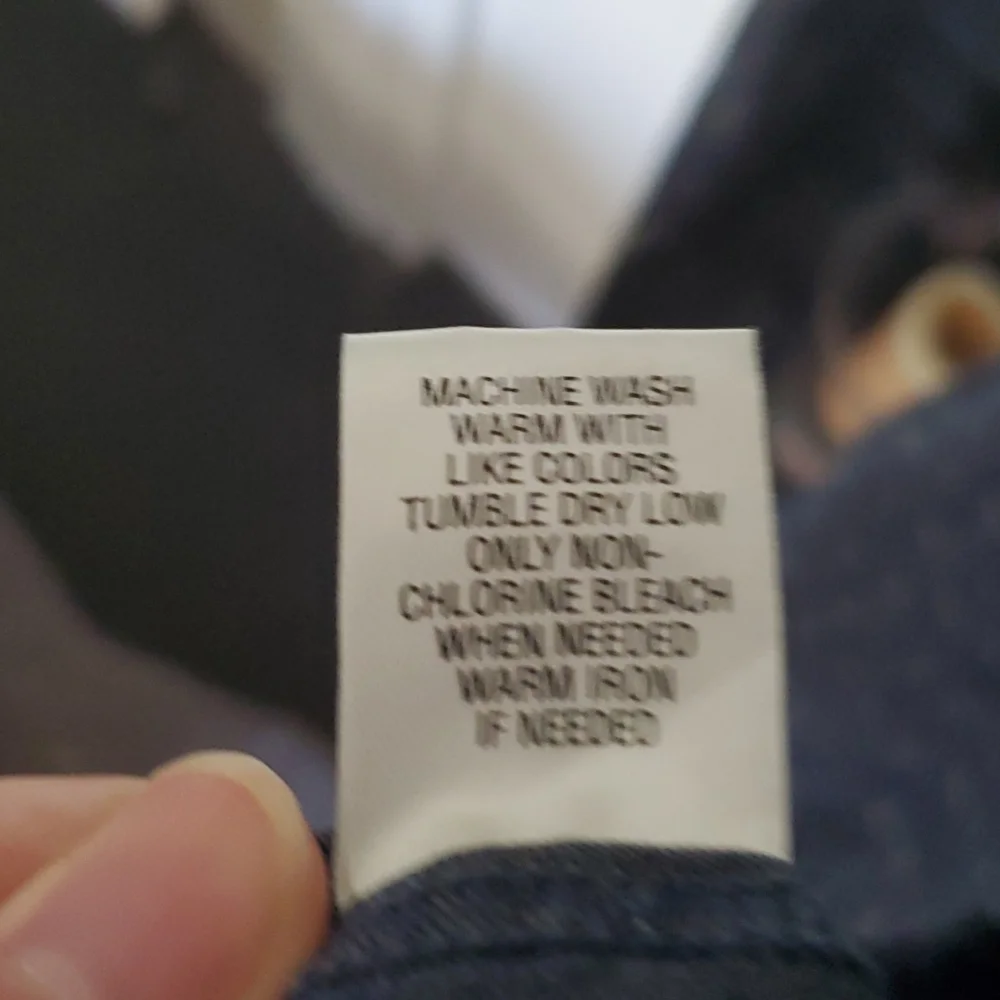 MACHINE WASH
WARM WITH
LIKE COLORS
TUMBLE DRY LOW
ONLY NON-
CHLORINE BLEACH
WHEN NEEDED
WARM IRON
IF NEEDED